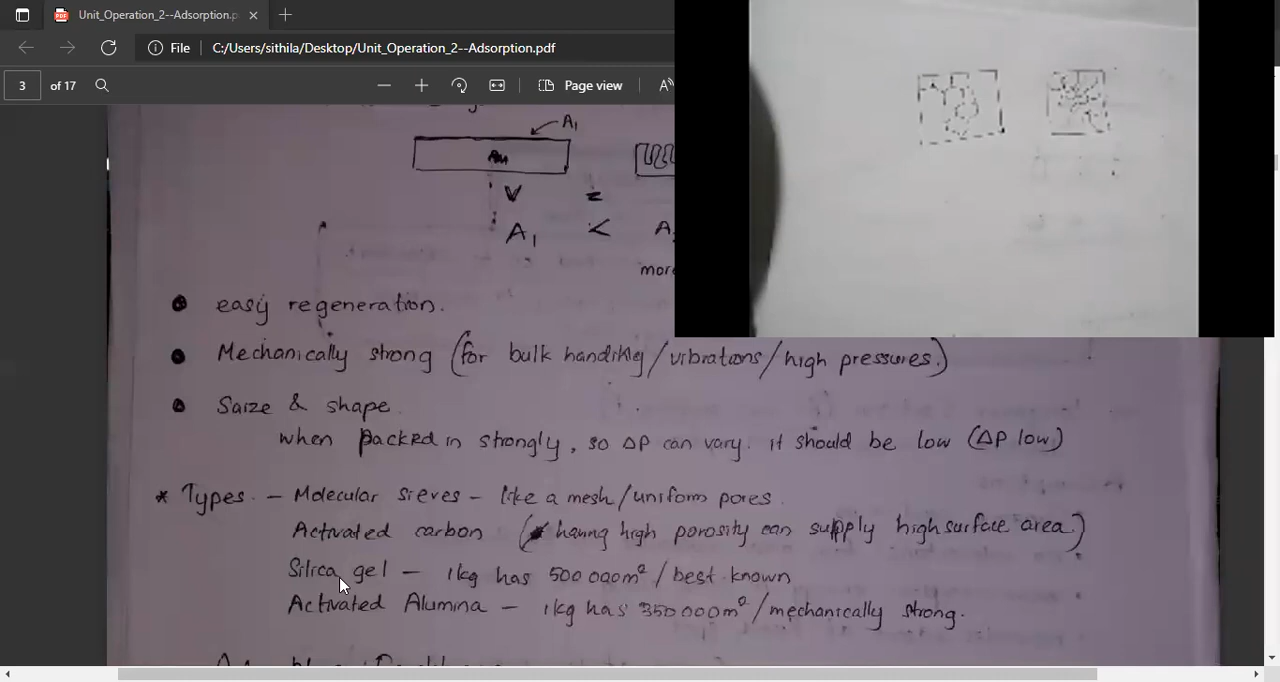 Unit_Operation_2--Adsorption.p
File C:/Users/sithila/Desktop/Unit_Operation_2--Adsorption.pdf
3 of 17 Page view A
A1
Au
V =
A1 < A
more
easy regeneration.
Mechanically strong (for bulk handlikly/vibrations/high pressures.)
Saize & shape.
when packed in strongly, so ΔP can vary. it should be low (ΔP low)
* Types - Molecular sieves - like a mesh/uniform pores.
Activated carbon (having high porosity can supply high surface area.)
Silica gel - 1kg has 500 000m²/best known
Activated Alumina - 1kg has 350 000m²/mechanically strong.